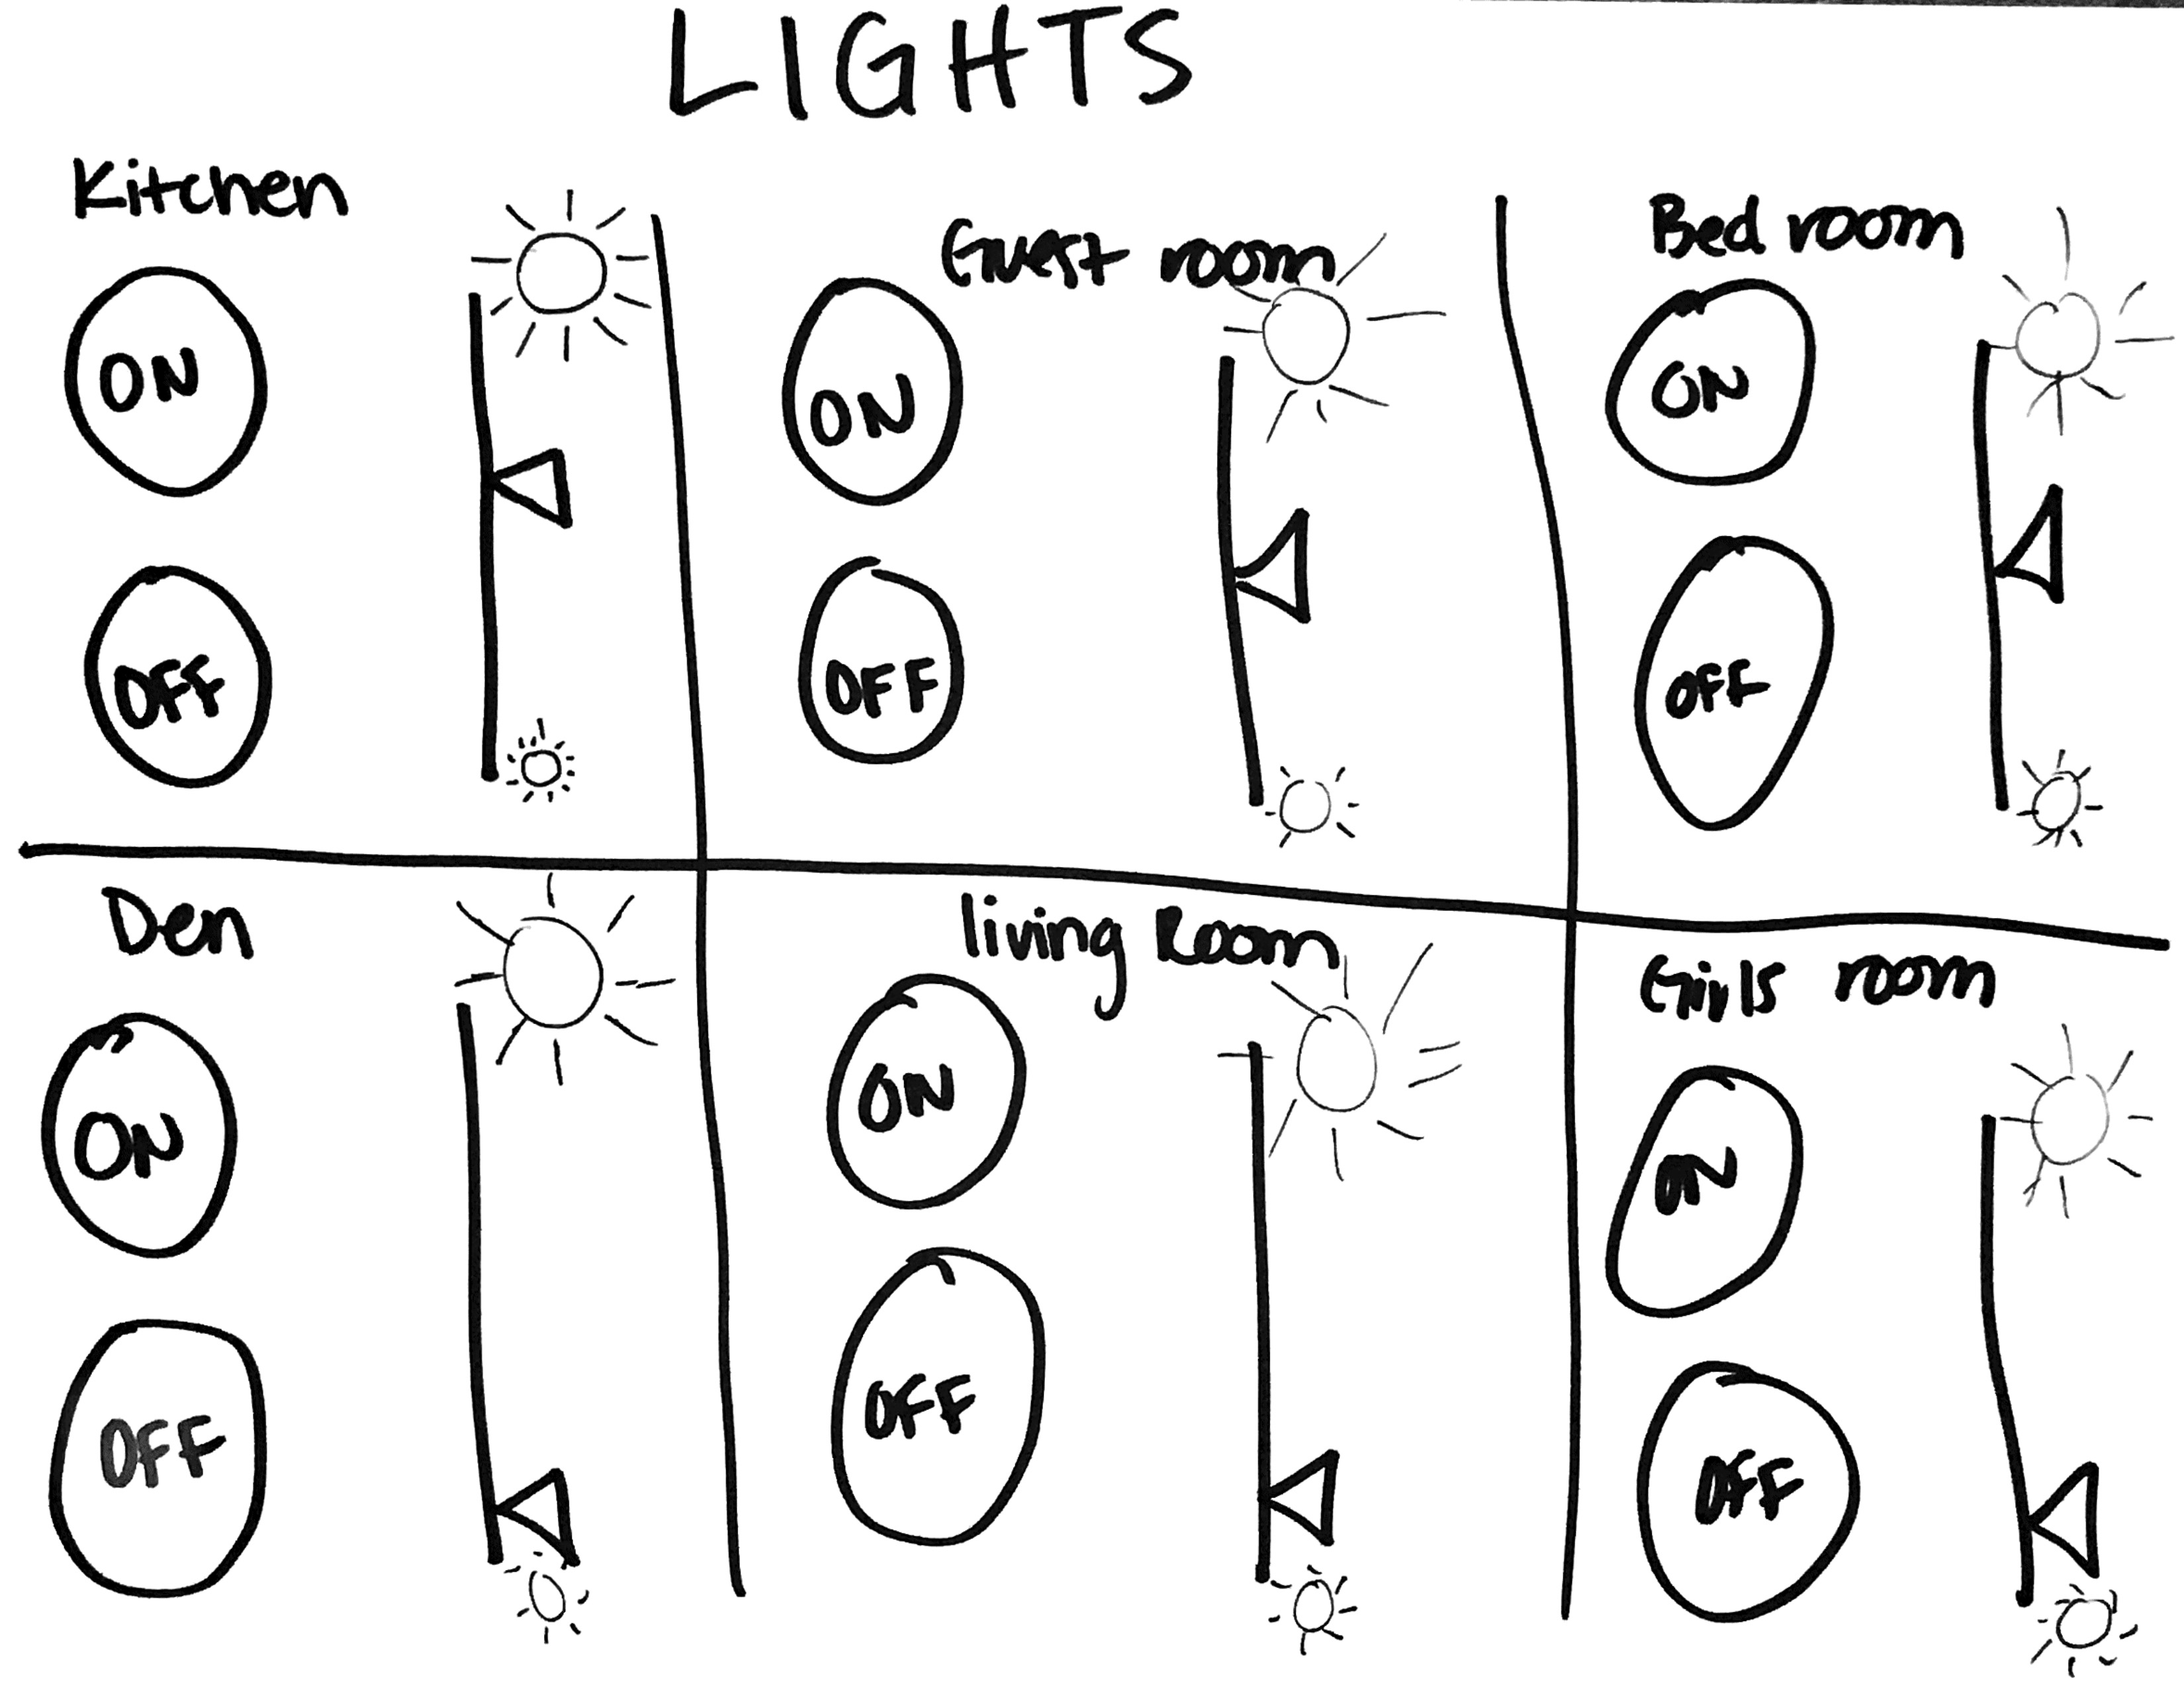 LIGHTS
Kitchen
ON
OFF
Guest room
ON
OFF
Bed room
ON
OFF
Den
ON
OFF
living Room
ON
OFF
Girls room
ON
OFF